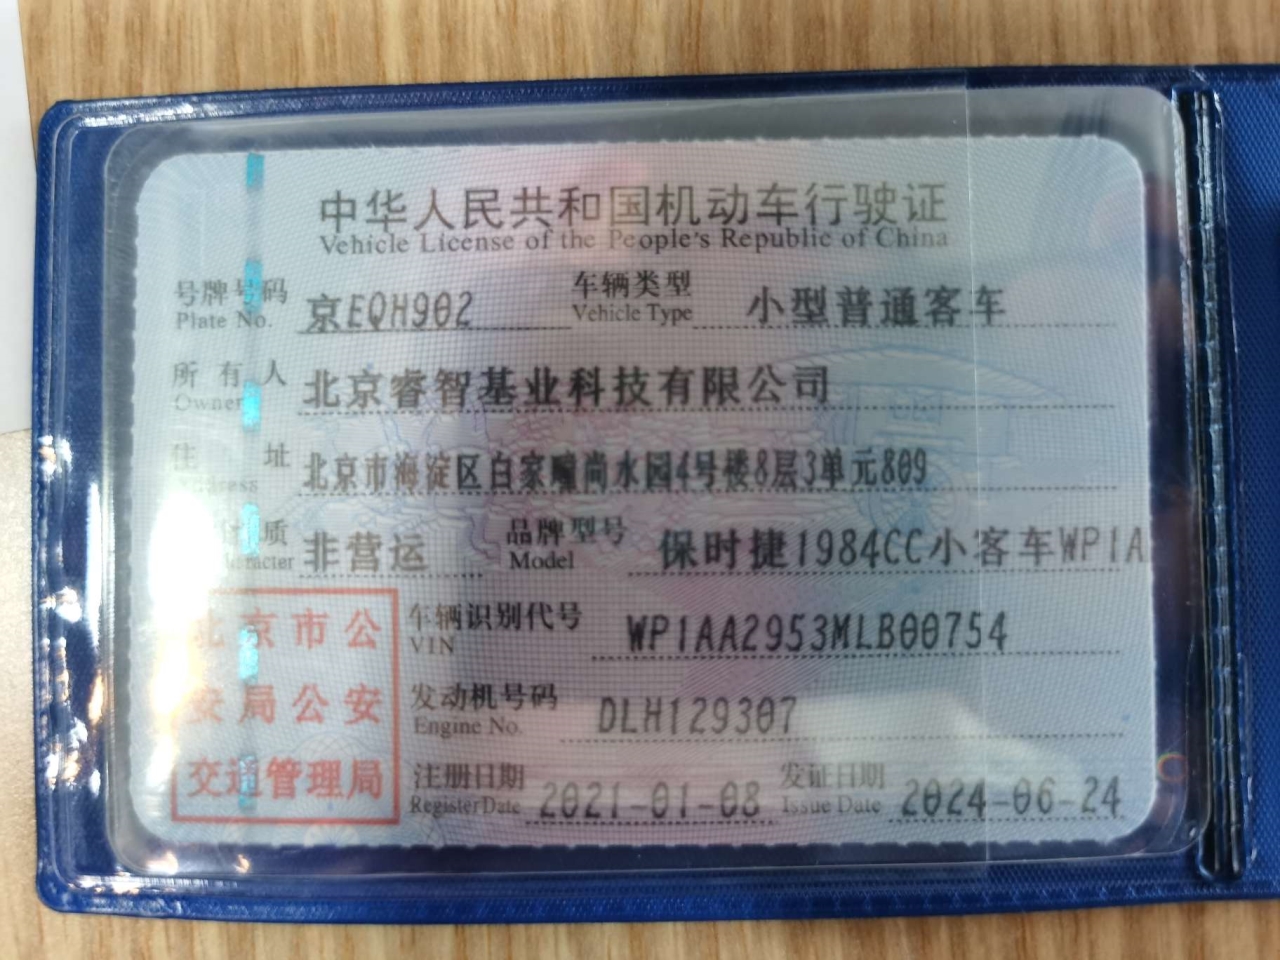 中华人民共和国机动车行驶证
Vehicle License of the People's Republic of China
号牌号码 京EQH902 车辆类型 小型普通客车
Plate No. Vehicle Type
所有人 北京睿智基业科技有限公司
Owner
住址 北京市海淀区白家疃尚水园4号楼8层3单元809
Address
质 非营运 品牌型号 保时捷1984CC小客车WP1A
Model
车辆识别代号 WP1AA2953MLB00754
VIN
发动机号码 DLH129307
Engine No.
北京市公
安局公安
交通管理局
注册日期 2021-01-08 发证日期 2024-06-24
Register Date Issue Date